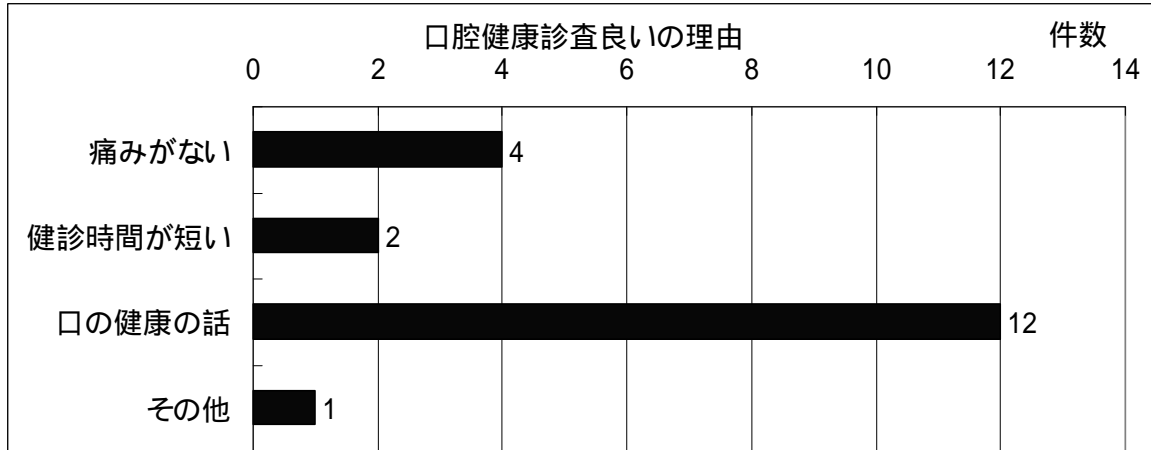 口腔健康診査良いの理由 件数
0 2 4 6 8 10 12 14
痛みがない 4
健診時間が短い 2
口の健康の話 12
その他 1